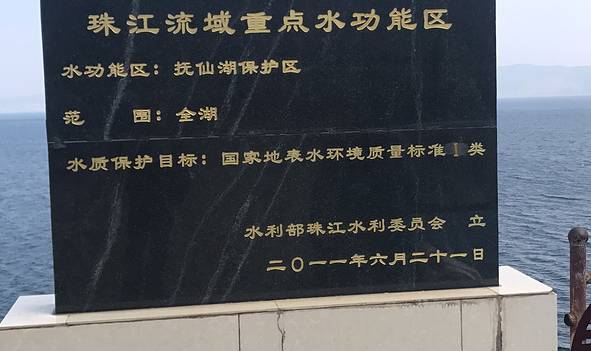 珠江流域重点水功能区
水功能区：抚仙湖保护区
范 围：全湖
水质保护目标：国家地表水环境质量标准Ⅰ类
水利部珠江水利委员会 立
二〇一一年六月二十一日